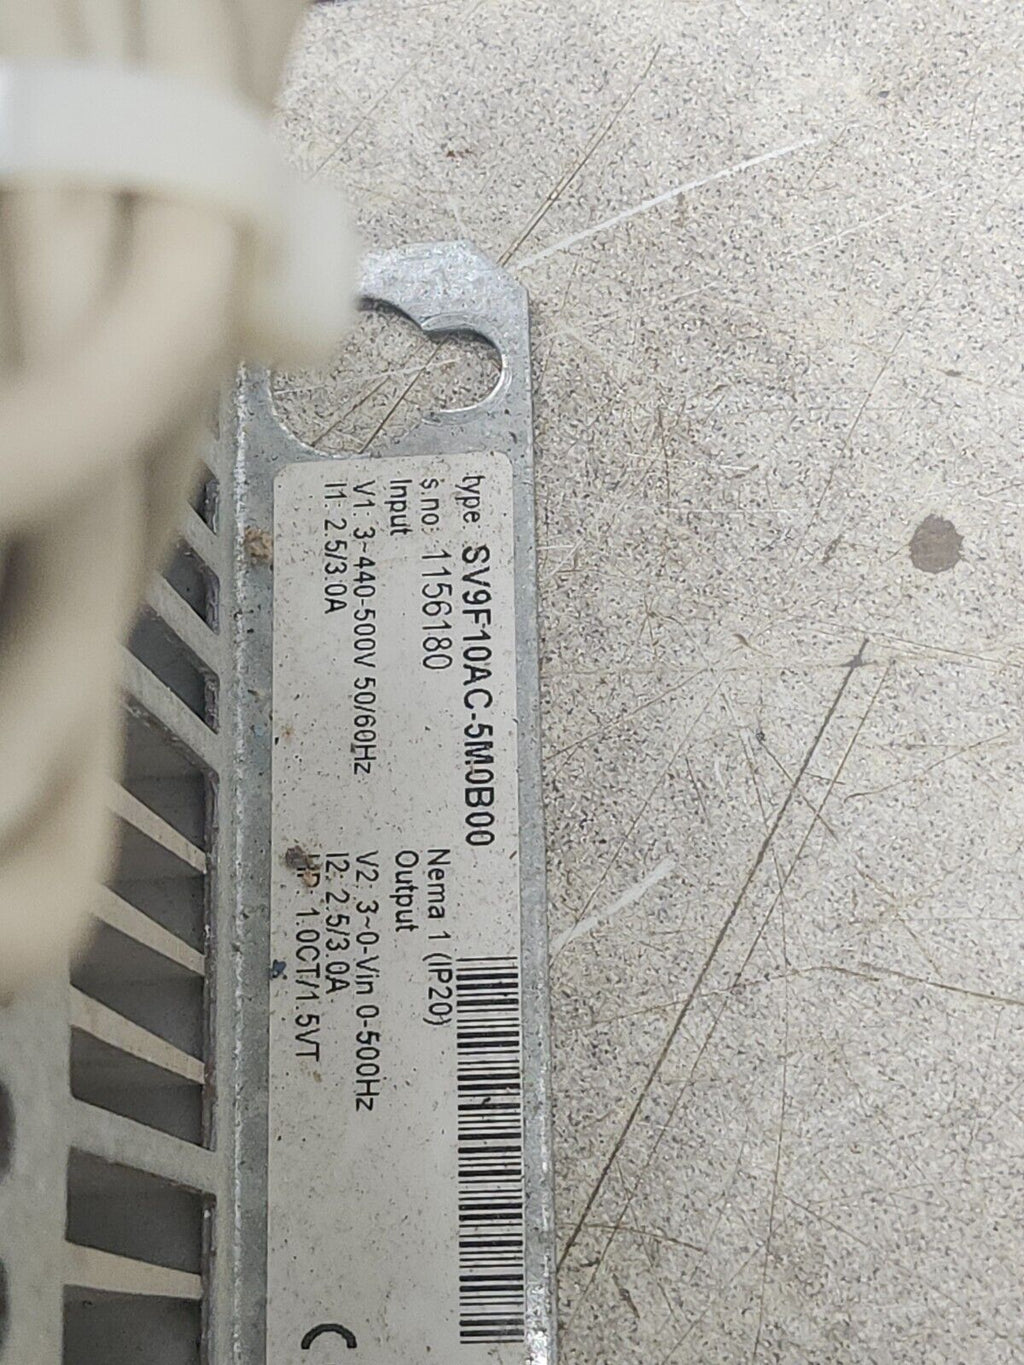 type: SV9F10AC-5M0B00
s.no: 1156180
Nema 1 (IP20)
Input
Output
V1: 3~440-500V 50/60Hz
V2: 3~0-Vin 0-500Hz
I1: 2.5/3.0A
I2: 2.5/3.0A
HP: 1.0CT/1.5VT